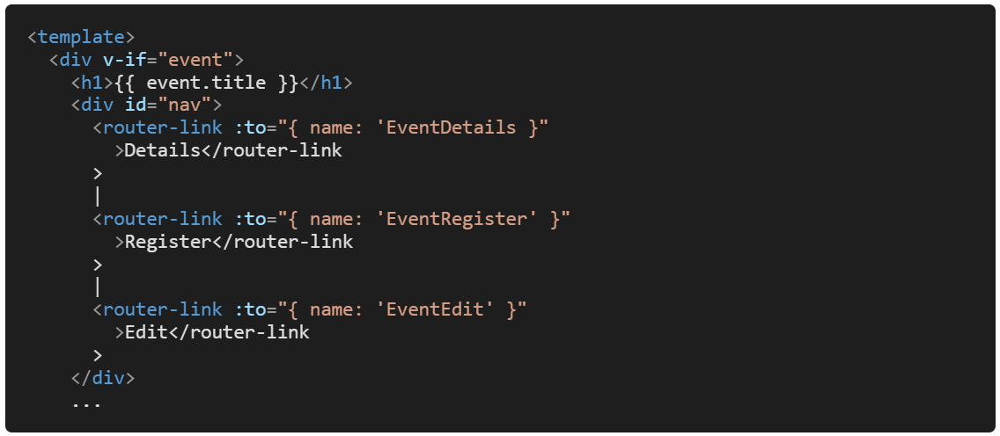 <template>
  <div v-if="event">
    <h1>{{ event.title }}</h1>
    <div id="nav">
      <router-link :to="{ name: 'EventDetails }"
        >Details</router-link
      >
      |
      <router-link :to="{ name: 'EventRegister' }"
        >Register</router-link
      >
      |
      <router-link :to="{ name: 'EventEdit' }"
        >Edit</router-link
      >
    </div>
    ...